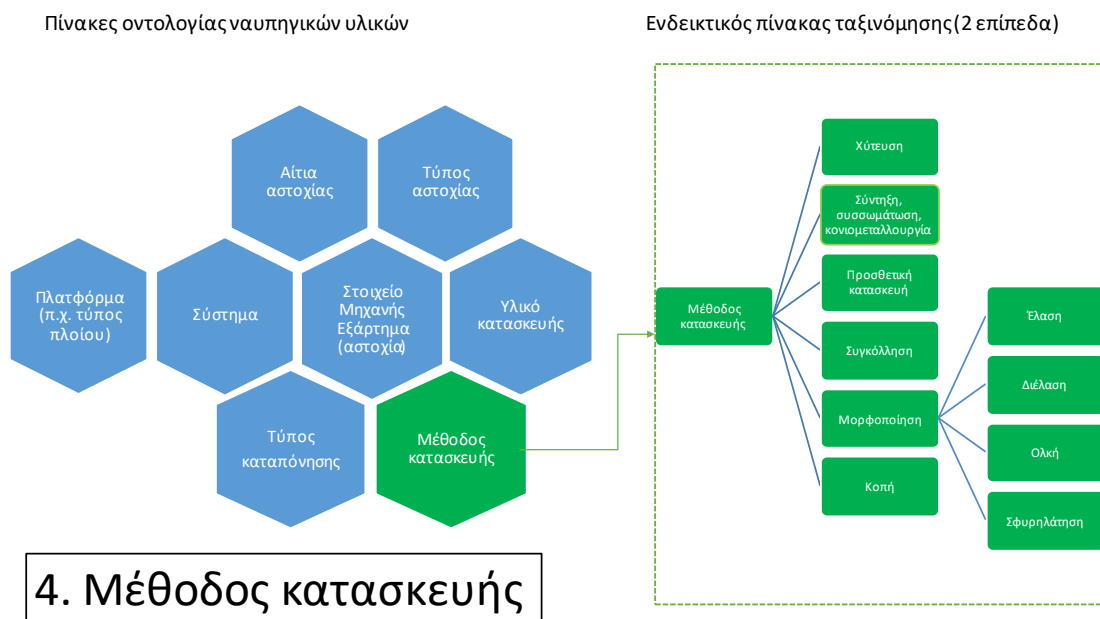 Πίνακες οντολογίας ναυπηγικών υλικών
Ενδεικτικός πίνακας ταξινόμησης (2 επίπεδα)
Αίτια
αστοχίας
Τύπος
αστοχίας
Πλατφόρμα
(π.χ. τύπος
πλοίου)
Σύστημα
Στοιχείο
Μηχανής
Εξάρτημα
(αστοχία)
Υλικό
κατασκευής
Τύπος
καταπόνησης
Μέθοδος
κατασκευής
4. Μέθοδος κατασκευής
Μέθοδος
κατασκευής
Χύτευση
Σύντηξη,
συσσωμάτωση,
κονιομεταλλουργία
Προσθετική
κατασκευή
Συγκόλληση
Μορφοποίηση
Κοπή
Έλαση
Διέλαση
Ολκή
Σφυρηλάτηση